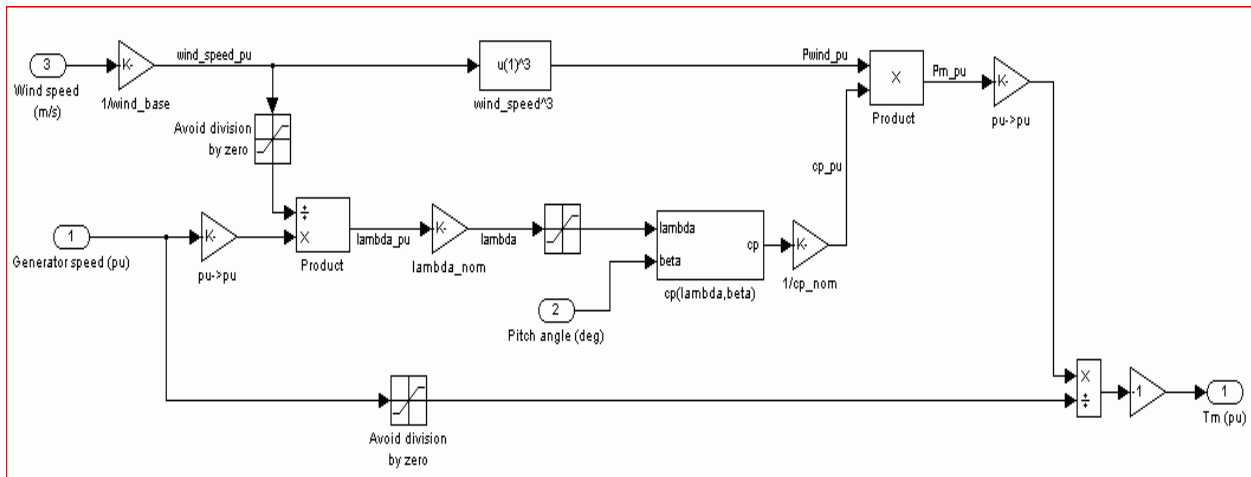 3
Wind speed
(m/s)
K-
1/wind_base
wind_speed_pu
u(1)^3
wind_speed^3
Pwind_pu
X
Product
Pm_pu
K-
pu->pu
Avoid division
by zero
cp_pu
1
Generator speed (pu)
K-
pu->pu
÷
X
Product
lambda_pu
K-
lambda_nom
lambda
lambda
beta
cp
cp(lambda,beta)
K-
1/cp_nom
2
Pitch angle (deg)
Avoid division
by zero
X
÷
-1
1
Tm (pu)